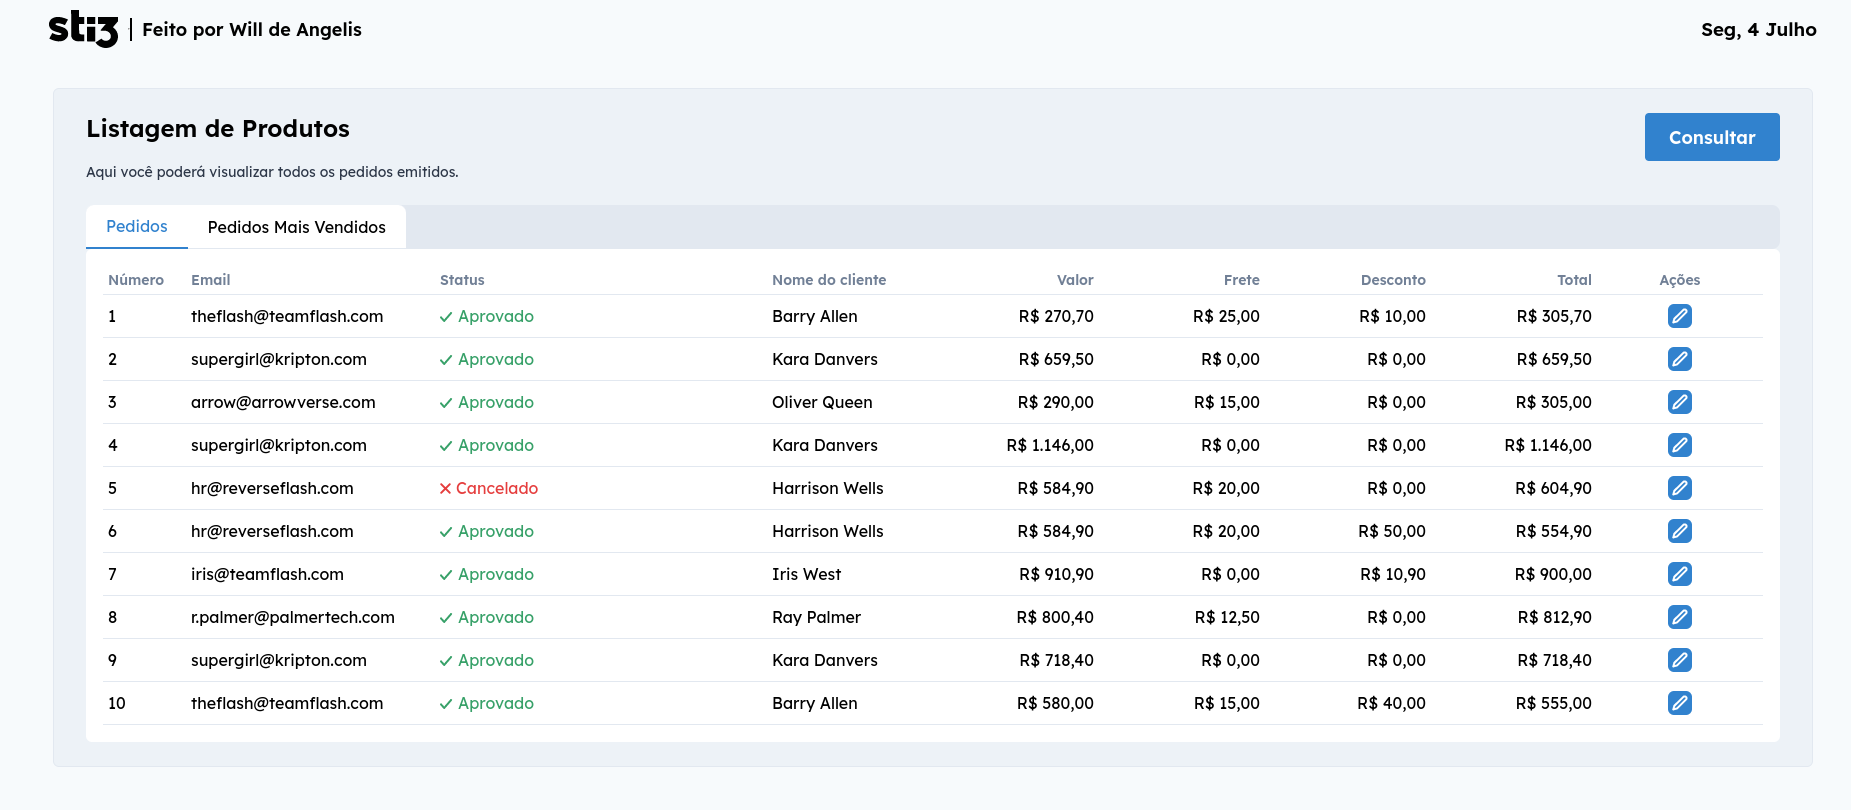 sti3 | Feito por Will de Angelis Seg, 4 Julho
Listagem de Produtos Consultar
Aqui você poderá visualizar todos os pedidos emitidos.
Pedidos Pedidos Mais Vendidos
Número Email Status Nome do cliente Valor Frete Desconto Total Ações
1 theflash@teamflash.com Aprovado Barry Allen R$ 270,70 R$ 25,00 R$ 10,00 R$ 305,70
2 supergirl@kripton.com Aprovado Kara Danvers R$ 659,50 R$ 0,00 R$ 0,00 R$ 659,50
3 arrow@arrowverse.com Aprovado Oliver Queen R$ 290,00 R$ 15,00 R$ 0,00 R$ 305,00
4 supergirl@kripton.com Aprovado Kara Danvers R$ 1.146,00 R$ 0,00 R$ 0,00 R$ 1.146,00
5 hr@reverseflash.com Cancelado Harrison Wells R$ 584,90 R$ 20,00 R$ 0,00 R$ 604,90
6 hr@reverseflash.com Aprovado Harrison Wells R$ 584,90 R$ 20,00 R$ 50,00 R$ 554,90
7 iris@teamflash.com Aprovado Iris West R$ 910,90 R$ 0,00 R$ 10,90 R$ 900,00
8 r.palmer@palmertech.com Aprovado Ray Palmer R$ 800,40 R$ 12,50 R$ 0,00 R$ 812,90
9 supergirl@kripton.com Aprovado Kara Danvers R$ 718,40 R$ 0,00 R$ 0,00 R$ 718,40
10 theflash@teamflash.com Aprovado Barry Allen R$ 580,00 R$ 15,00 R$ 40,00 R$ 555,00